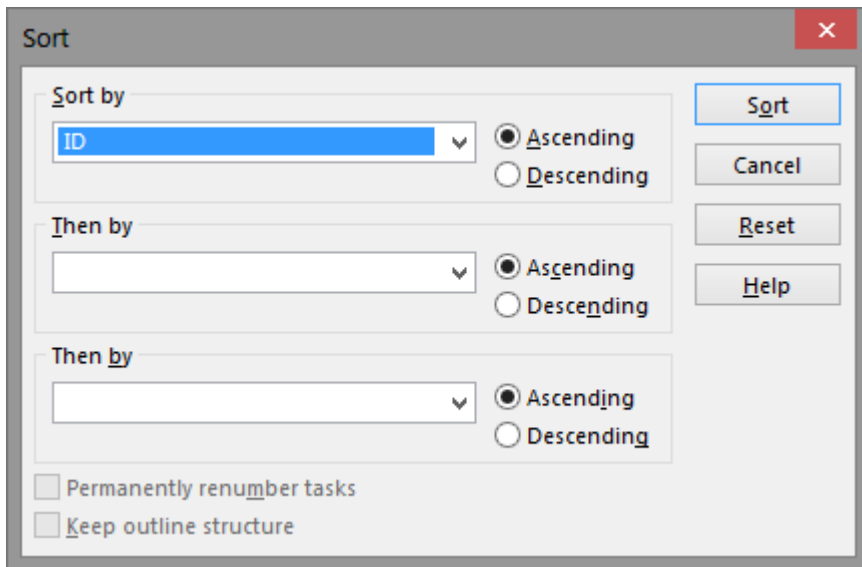 Sort
Sort by
ID
Ascending
Descending
Then by
Ascending
Descending
Then by
Ascending
Descending
Permanently renumber tasks
Keep outline structure
Sort
Cancel
Reset
Help